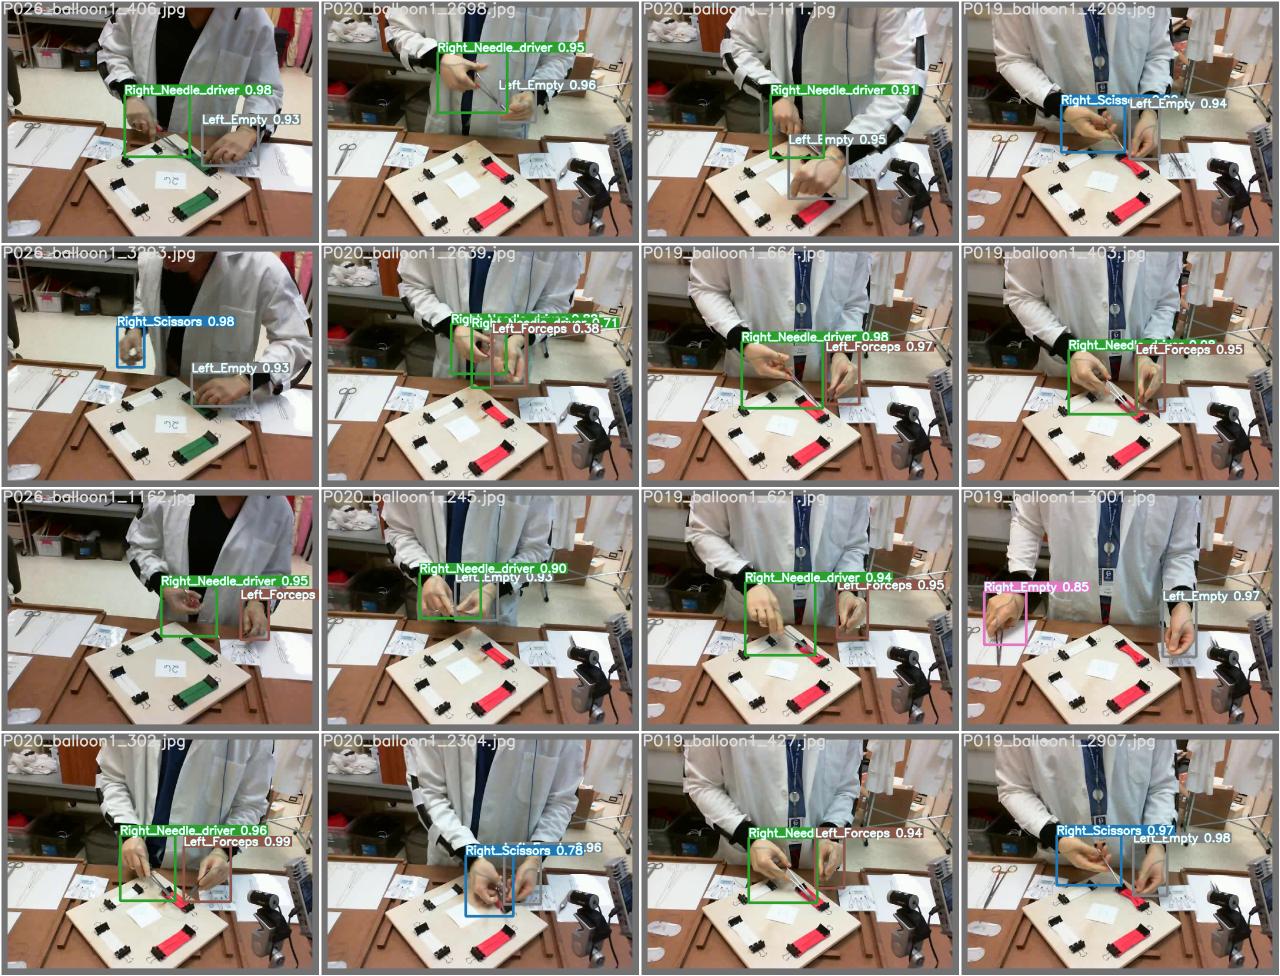 P026_balloon1_406.jpg
Right_Needle_driver 0.98
Left_Empty 0.93
P020_balloon1_2698.jpg
Right_Needle_driver 0.95
Left_Empty 0.96
P020_balloon1_1111.jpg
Right_Needle_driver 0.91
Left_Empty 0.95
P019_balloon1_4209.jpg
Left_Empty 0.94
P026_balloon1_3203.jpg
Right_Scissors 0.98
Left_Empty 0.93
P020_balloon1_2639.jpg
Left_Forceps 0.38
P019_balloon1_664.jpg
Right_Needle_driver 0.98
Left_Forceps 0.97
P019_balloon1_403.jpg
Left_Forceps 0.95
P026_balloon1_1162.jpg
Right_Needle_driver 0.95
Left_Forceps
P020_balloon1_245.jpg
Right_Needle_driver 0.90
Left_Empty 0.93
P019_balloon1_621.jpg
Right_Needle_driver 0.94
Left_Forceps 0.95
P019_balloon1_3001.jpg
Right_Empty 0.85
Left_Empty 0.97
P020_balloon1_302.jpg
Right_Needle_driver 0.96
Left_Forceps 0.99
P020_balloon1_2304.jpg
Right_Scissors 0.78
P019_balloon1_427.jpg
Left_Forceps 0.94
P019_balloon1_2907.jpg
Right_Scissors 0.97
Left_Empty 0.98